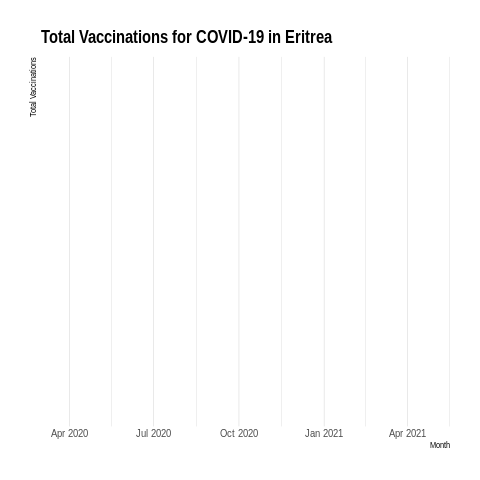 Total Vaccinations for COVID-19 in Eritrea
Total Vaccinations
Apr 2020 Jul 2020 Oct 2020 Jan 2021 Apr 2021
Month